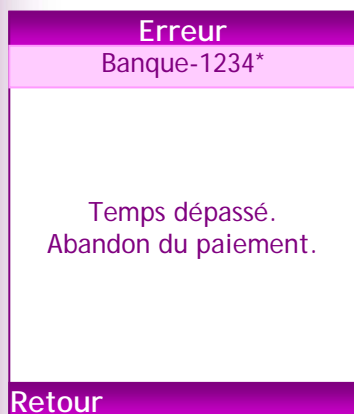 Erreur
Banque-1234*
Temps dépassé.
Abandon du paiement.
Retour